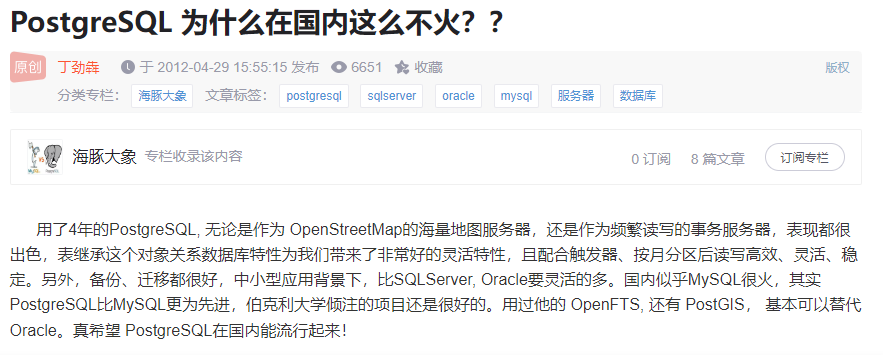 PostgreSQL 为什么在国内这么不火？？
原创 丁劲犇 于 2012-04-29 15:55:15 发布 6651 收藏 版权
分类专栏： 海豚大象 文章标签： postgresql sqlserver oracle mysql 服务器 数据库
海豚大象 专栏收录该内容 0 订阅 8 篇文章 订阅专栏
用了4年的PostgreSQL, 无论是作为 OpenStreetMap的海量地图服务器，还是作为频繁读写的事务服务器，表现都很
出色，表继承这个对象关系数据库特性为我们带来了非常好的灵活特性，且配合触发器、按月分区后读写高效、灵活、稳
定。另外，备份、迁移都很好，中小型应用背景下，比SQLServer, Oracle要灵活的多。国内似乎MySQL很火，其实
PostgreSQL比MySQL更为先进，伯克利大学倾注的项目还是很好的。用过他的 OpenFTS, 还有 PostGIS， 基本可以替代
Oracle。真希望 PostgreSQL在国内能流行起来！